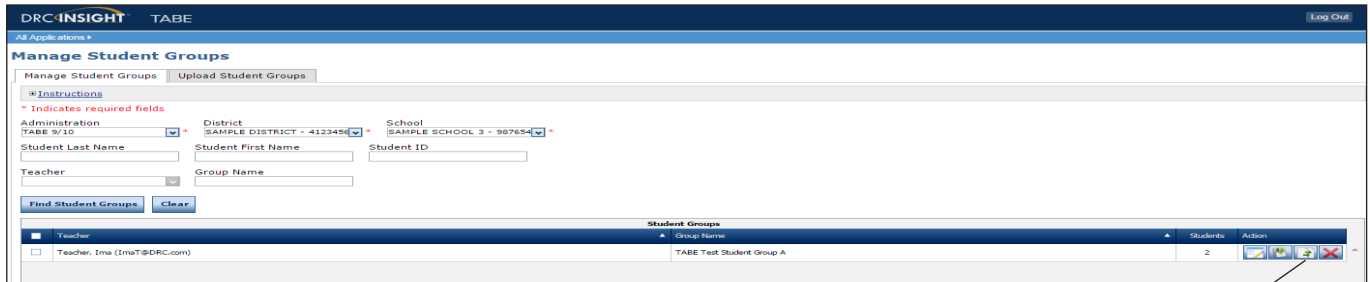 DRC INSIGHT TABE Log Out
All Applications
Manage Student Groups
Manage Student Groups Upload Student Groups
Instructions
* Indicates required fields
Administration District School
TABE 9/10 * SAMPLE DISTRICT - 4123456 * SAMPLE SCHOOL 3 - 987654 *
Student Last Name Student First Name Student ID
Teacher Group Name
Find Student Groups Clear
Student Groups
Teacher Group Name Students Action
Teacher, Ima (ImaT@DRC.com) TABE Test Student Group A 2